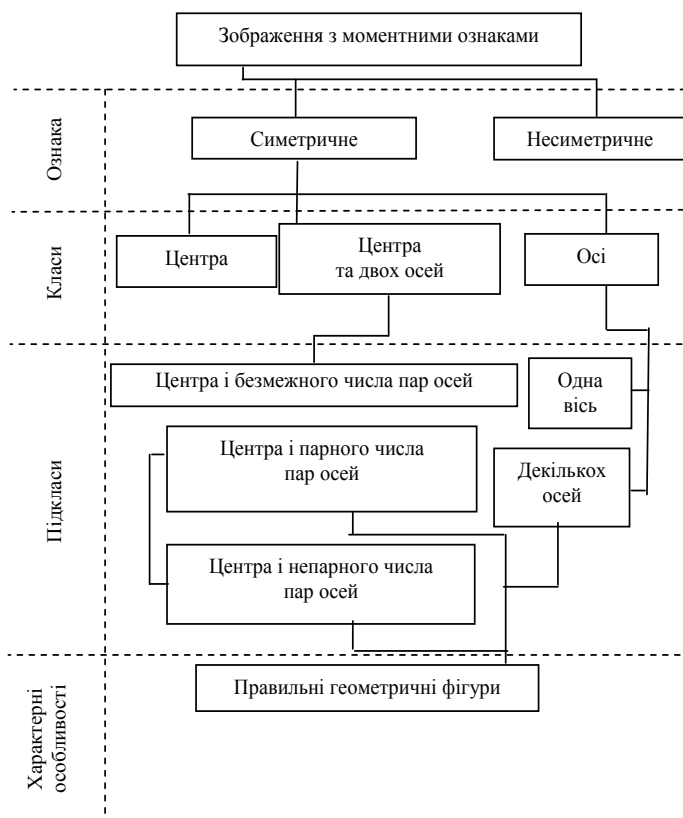 Зображення з моментними ознаками
Ознака
Симетричне
Несиметричне
Класи
Центра
Центра
та двох осей
Осі
Підкласи
Центра і безмежного числа пар осей
Одна
вісь
Центра і парного числа
пар осей
Декількох
осей
Центра і непарного числа
пар осей
Характерні
особливості
Правильні геометричні фігури